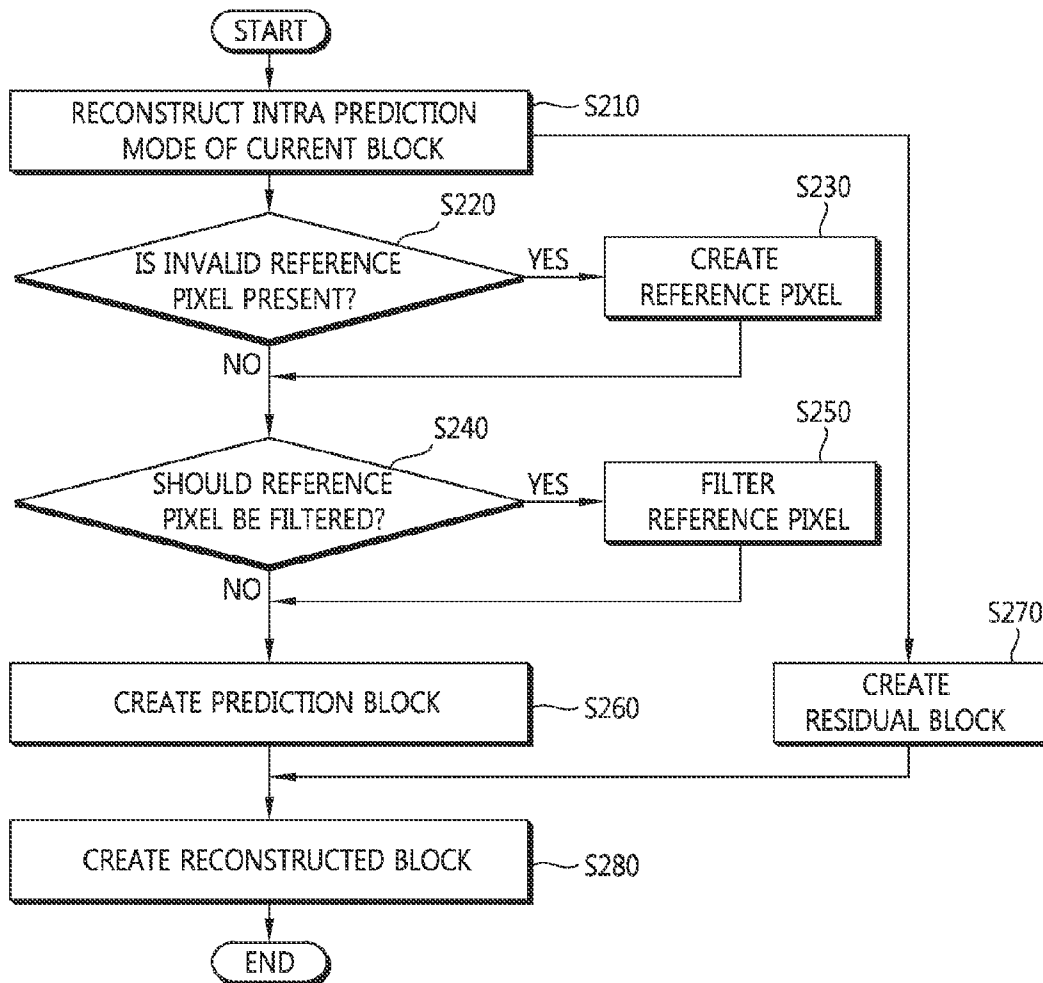 START
RECONSTRUCT INTRA PREDICTION
MODE OF CURRENT BLOCK
S210
S220
IS INVALID REFERENCE
PIXEL PRESENT?
YES
S230
CREATE
REFERENCE PIXEL
NO
S240
SHOULD REFERENCE
PIXEL BE FILTERED?
YES
S250
FILTER
REFERENCE PIXEL
NO
CREATE PREDICTION BLOCK
S260
S270
CREATE
RESIDUAL BLOCK
CREATE RECONSTRUCTED BLOCK
S280
END